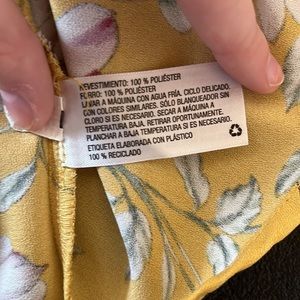 REVESTIMIENTO: 100 % POLIÉSTER
FORRO: 100 % POLIÉSTER
LAVAR A MÁQUINA CON AGUA FRÍA. CICLO DELICADO.
CON COLORES SIMILARES. SÓLO BLANQUEADOR SIN
CLORO SI ES NECESARIO. SECAR A MÁQUINA A
TEMPERATURA BAJA. RETIRAR OPORTUNAMENTE.
PLANCHAR A BAJA TEMPERATURA SI ES NECESARIO.
ETIQUETA ELABORADA CON PLÁSTICO
100 % RECICLADO